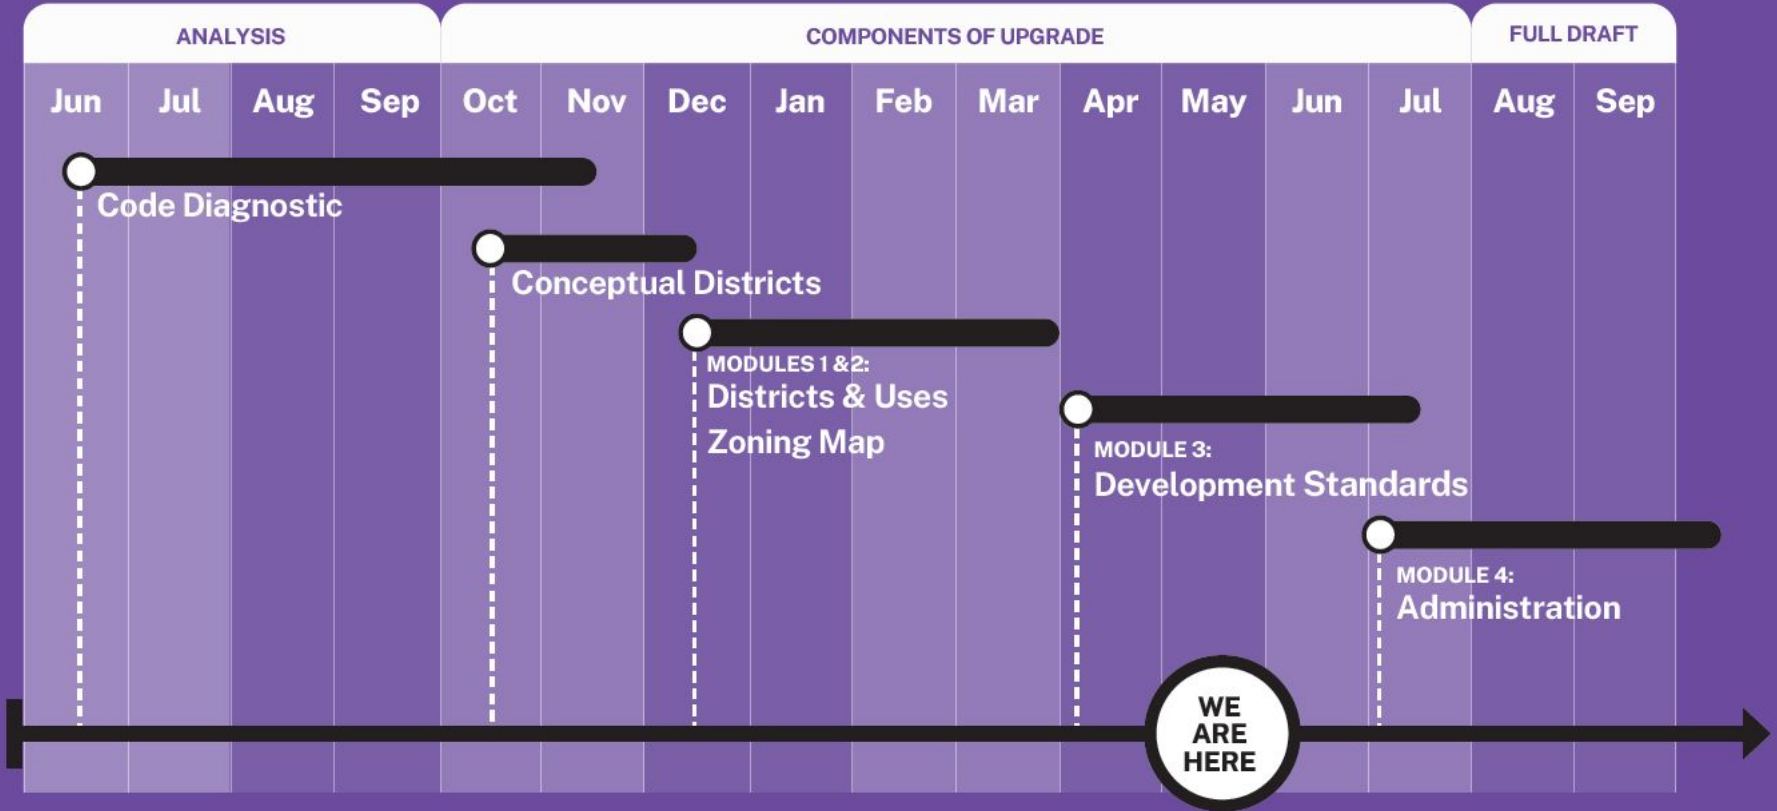 ANALYSIS
COMPONENTS OF UPGRADE
FULL DRAFT
Jun Jul Aug Sep Oct Nov Dec Jan Feb Mar Apr May Jun Jul Aug Sep
Code Diagnostic
Conceptual Districts
MODULES 1 &2:
Districts & Uses
Zoning Map
MODULE 3:
Development Standards
MODULE 4:
Administration
WE
ARE
HERE